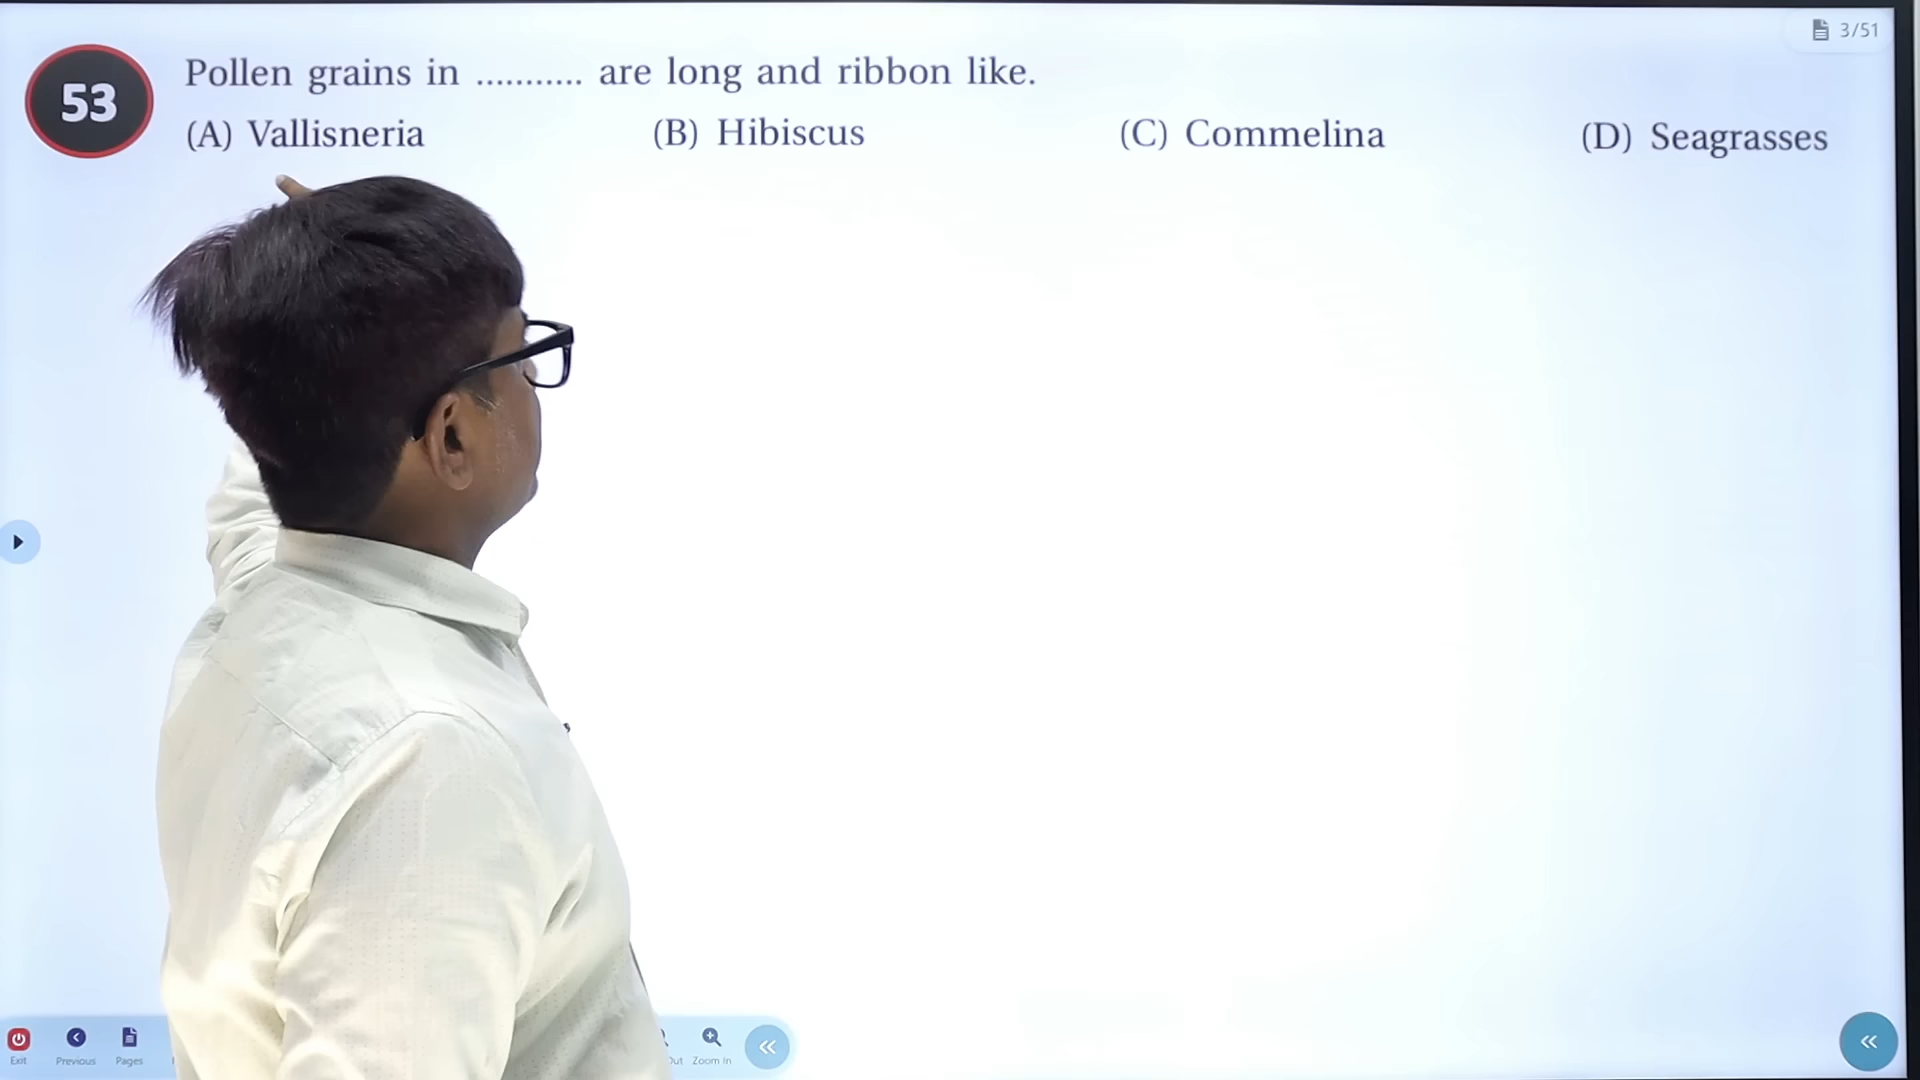 3/51
53
Pollen grains in ........... are long and ribbon like.
(A) Vallisneria (B) Hibiscus (C) Commelina (D) Seagrasses
Exit Previous Pages Zoom In